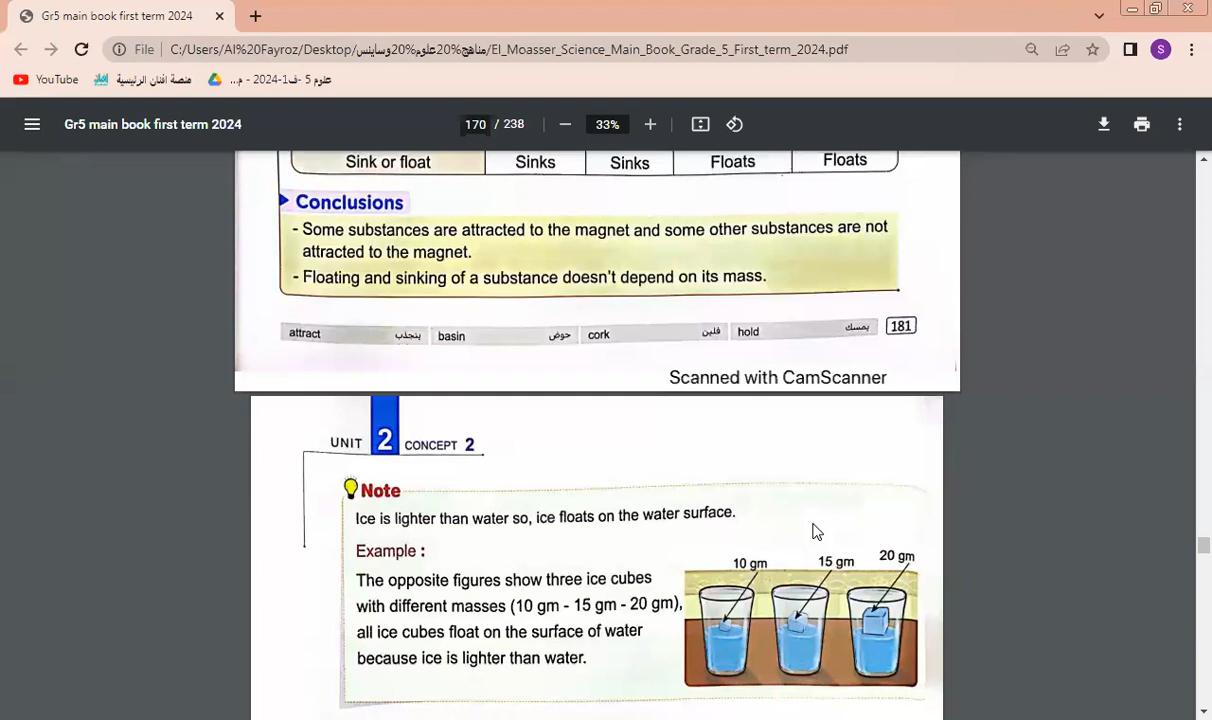 Gr5 main book first term 2024
File
C:/Users/Al%20Fayroz/Desktop/مناهج%20علوم%20وساينس/El_Moasser_Science_Main_Book_Grade_5_First_term_2024.pdf
S
YouTube
منصة افنان الرئيسية
علوم 5 -ف1-2024 - م...
Gr5 main book first term 2024
170 / 238
33%
Sink or float Sinks Sinks Floats Floats
Conclusions
- Some substances are attracted to the magnet and some other substances are not
attracted to the magnet.
- Floating and sinking of a substance doesn't depend on its mass.
attract ينجذب basin حوض cork فلين hold يمسك 181
Scanned with CamScanner
UNIT 2 CONCEPT 2
Note
Ice is lighter than water so, ice floats on the water surface.
Example :
The opposite figures show three ice cubes
with different masses (10 gm - 15 gm - 20 gm),
all ice cubes float on the surface of water
because ice is lighter than water.
10 gm 15 gm 20 gm